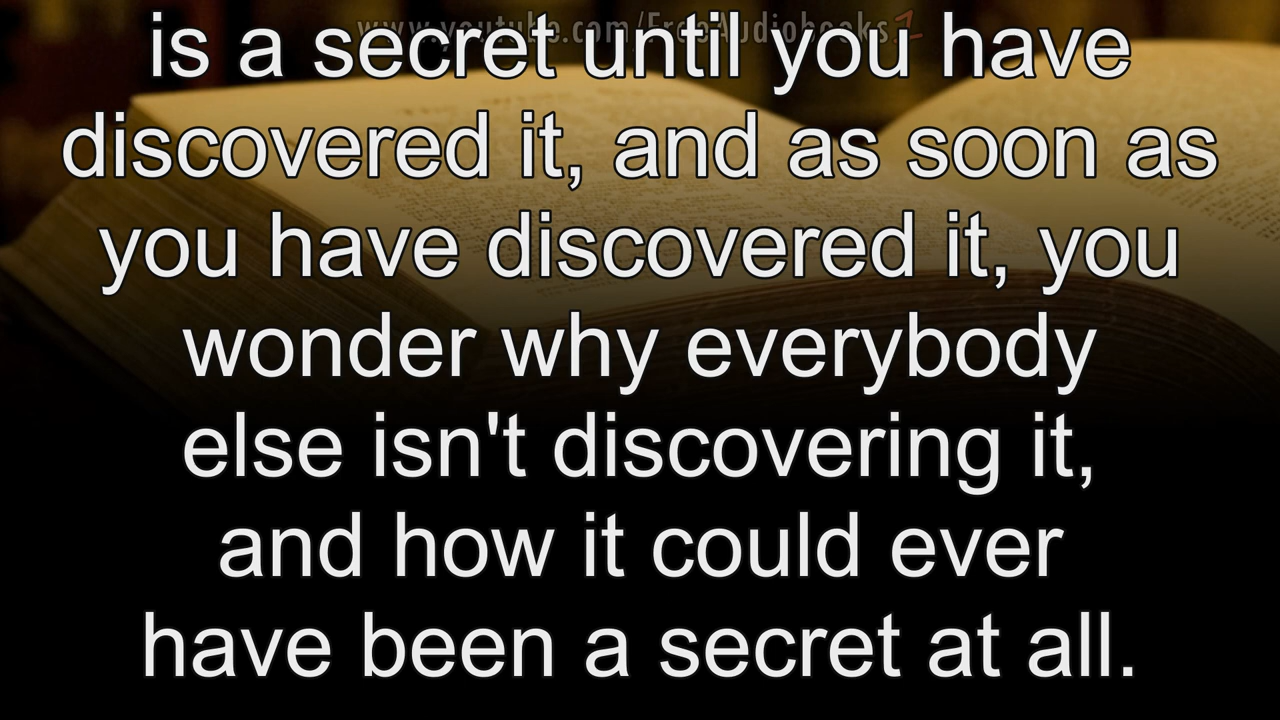 www.youtube.com/FreeAudiobooks1
is a secret until you have
discovered it, and as soon as
you have discovered it, you
wonder why everybody
else isn't discovering it,
and how it could ever
have been a secret at all.